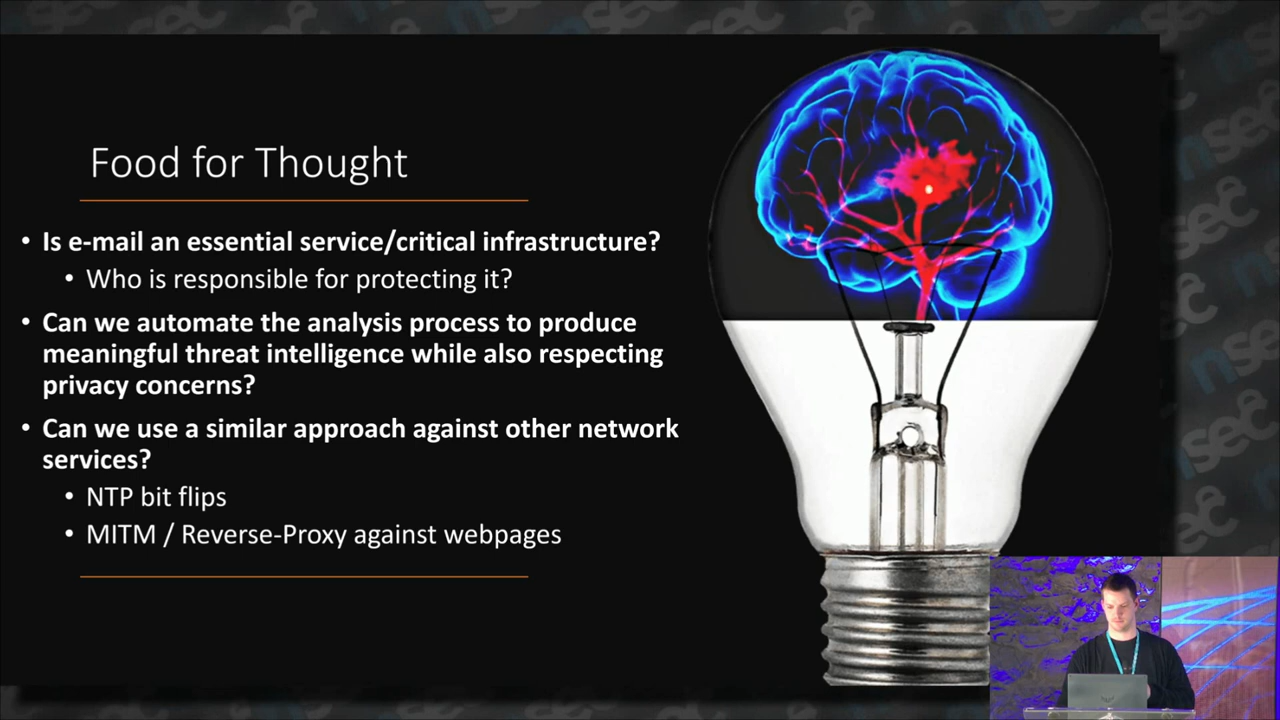 Food for Thought
• Is e-mail an essential service/critical infrastructure?
• Who is responsible for protecting it?
• Can we automate the analysis process to produce
meaningful threat intelligence while also respecting
privacy concerns?
• Can we use a similar approach against other network
services?
• NTP bit flips
• MITM / Reverse-Proxy against webpages
nsec